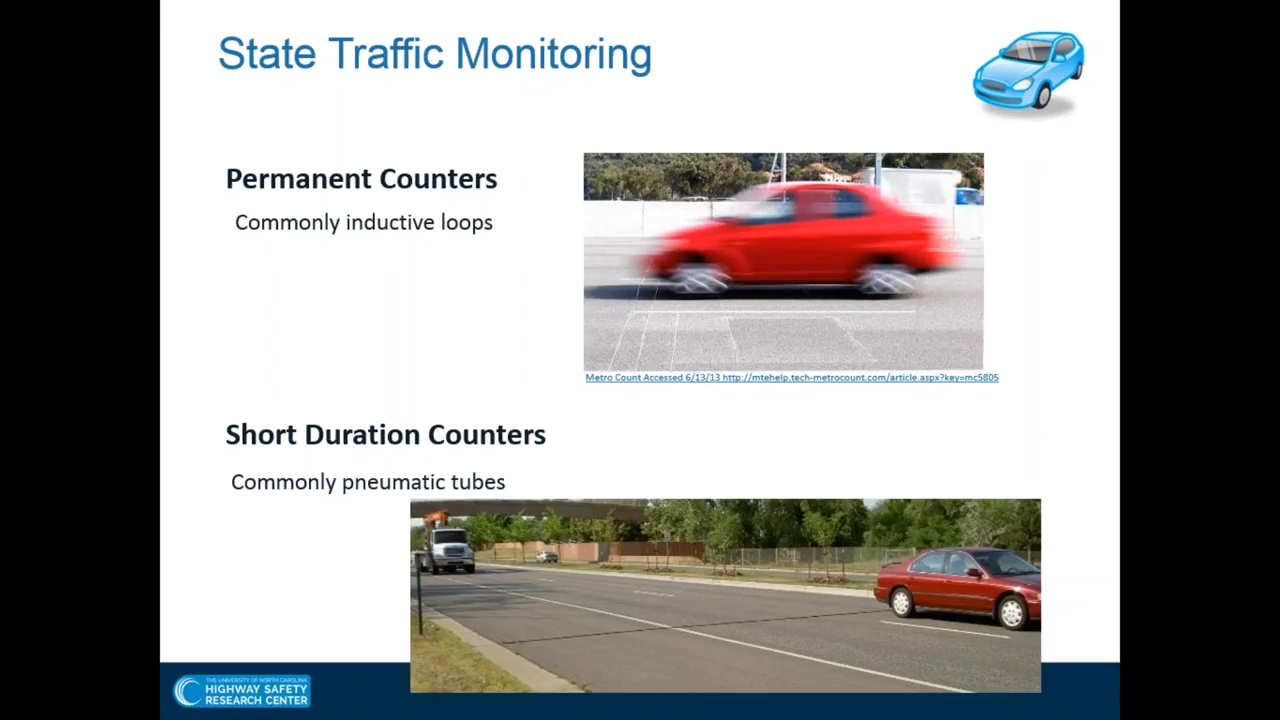 State Traffic Monitoring
Permanent Counters
Commonly inductive loops
Metro Count Accessed 6/13/13 http://mtehelp.tech-metrocount.com/article.aspx?key=mc5805
Short Duration Counters
Commonly pneumatic tubes
THE UNIVERSITY OF NORTH CAROLINA
HIGHWAY SAFETY
RESEARCH CENTER